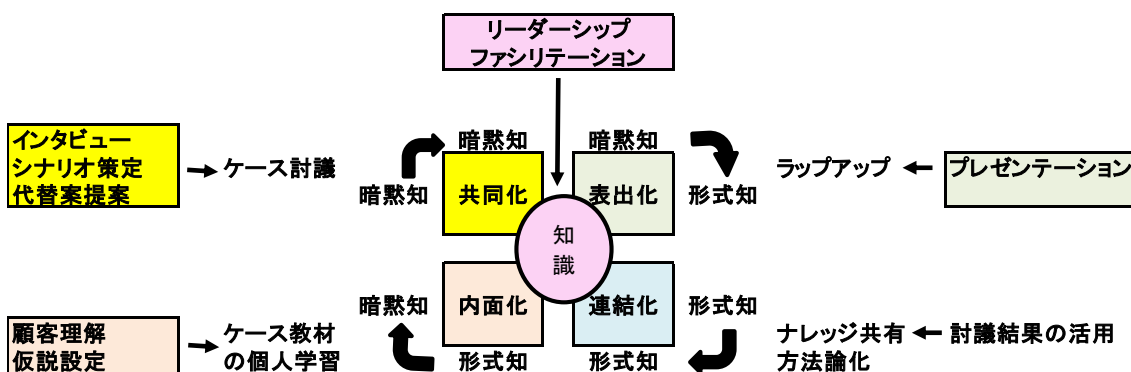 リーダーシップ
ファシリテーション
インタビュー
シナリオ策定
代替案提案
ケース討議
暗黙知
暗黙知
共同化
暗黙知
表出化
形式知
ラップアップ
プレゼンテーション
知
識
顧客理解
仮説設定
ケース教材
の個人学習
暗黙知
内面化
形式知
連結化
形式知
形式知
ナレッジ共有
方法論化
討議結果の活用